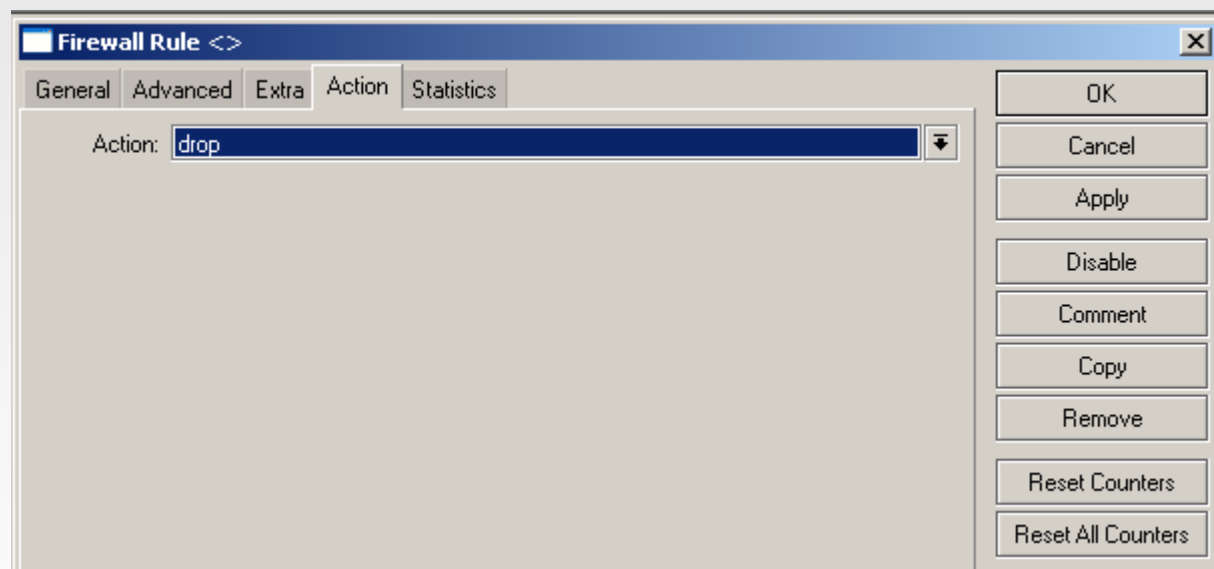 Firewall Rule <>
General Advanced Extra Action Statistics
Action: drop
OK
Cancel
Apply
Disable
Comment
Copy
Remove
Reset Counters
Reset All Counters